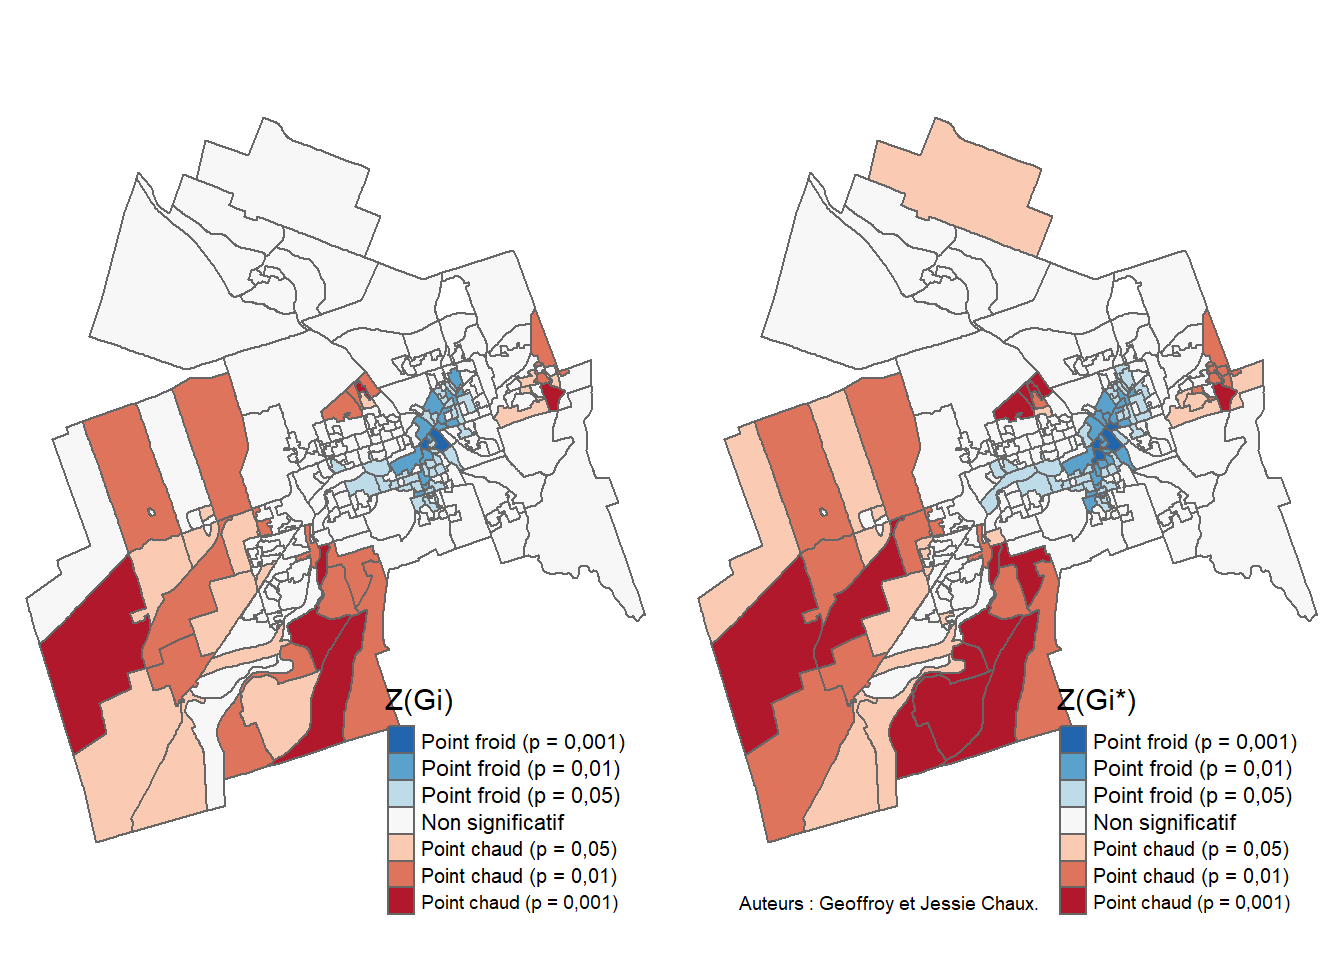 Z(Gi)
Point froid (p = 0,001)
Point froid (p = 0,01)
Point froid (p = 0,05)
Non significatif
Point chaud (p = 0,05)
Point chaud (p = 0,01)
Point chaud (p = 0,001)
Z(Gi*)
Point froid (p = 0,001)
Point froid (p = 0,01)
Point froid (p = 0,05)
Non significatif
Point chaud (p = 0,05)
Point chaud (p = 0,01)
Point chaud (p = 0,001)
Auteurs : Geoffroy et Jessie Chaux.